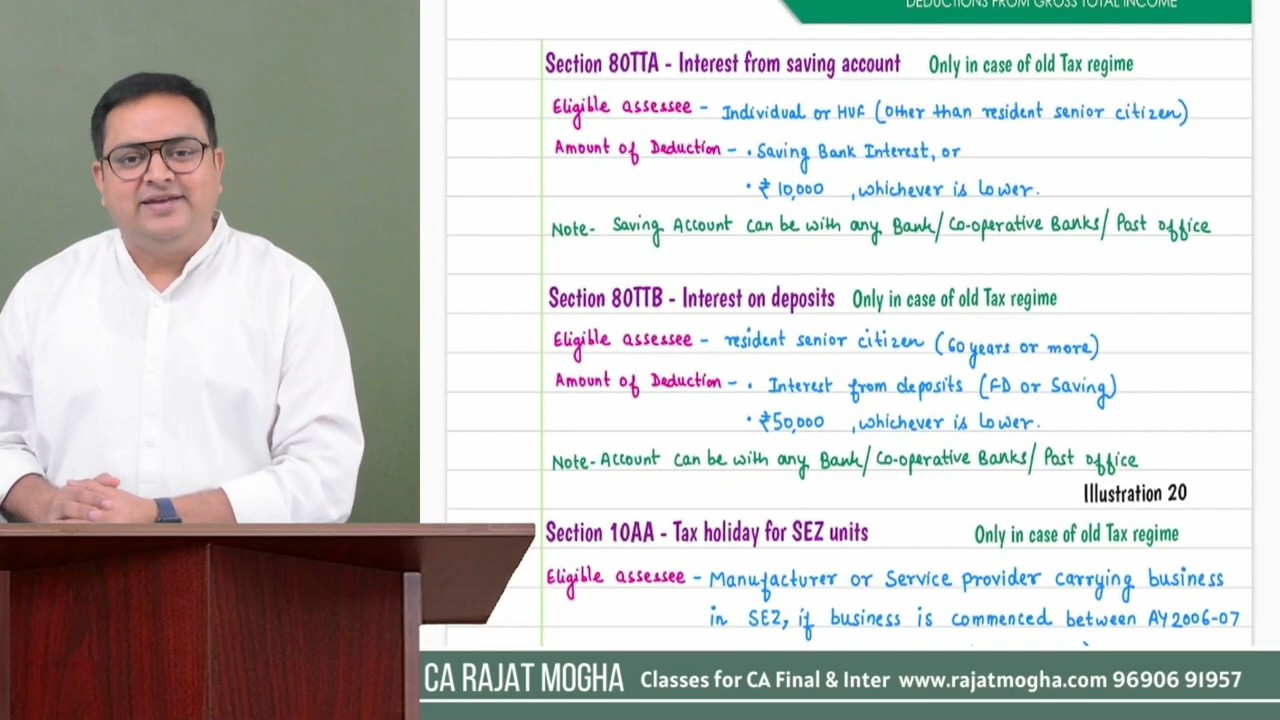 DEDUCTIONS FROM GROSS TOTAL INCOME
Section 80TTA - Interest from saving account Only in case of old Tax regime
Eligible assessee - Individual or HUF (other than resident senior citizen)
Amount of Deduction - • Saving Bank Interest, or
• ₹ 10,000 , whichever is lower.
Note- Saving Account can be with any Bank/ Co-operative Banks/ Post office
Section 80TTB - Interest on deposits Only in case of old Tax regime
Eligible assessee - resident senior citizen (60 years or more)
Amount of Deduction - • Interest from deposits (FD or Saving)
• ₹50,000 , whichever is lower.
Note- Account can be with any Bank/ Co-operative Banks/ Post office
Illustration 20
Section 10AA - Tax holiday for SEZ units Only in case of old Tax regime
Eligible assessee - Manufacturer or Service provider carrying business
in SEZ, if business is commenced between AY 2006-07
CA RAJAT MOGHA Classes for CA Final & Inter www.rajatmogha.com 96906 91957